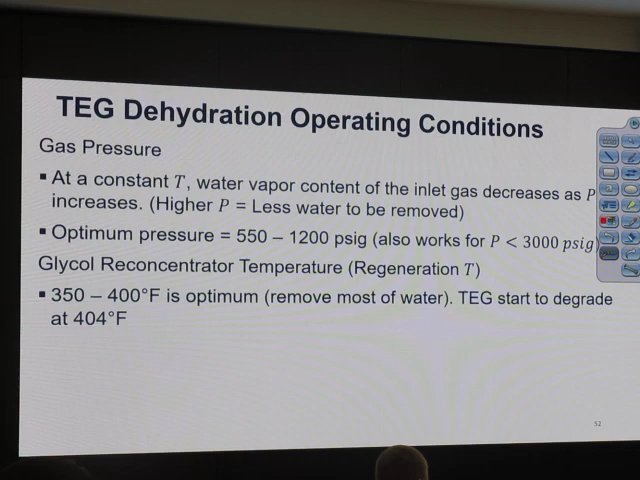 TEG Dehydration Operating Conditions
Gas Pressure
▪ At a constant T, water vapor content of the inlet gas decreases as P
increases. (Higher P = Less water to be removed)
▪ Optimum pressure = 550 – 1200 psig (also works for P < 3000 psig)
Glycol Reconcentrator Temperature (Regeneration T)
▪ 350 – 400°F is optimum (remove most of water). TEG start to degrade
at 404°F
52